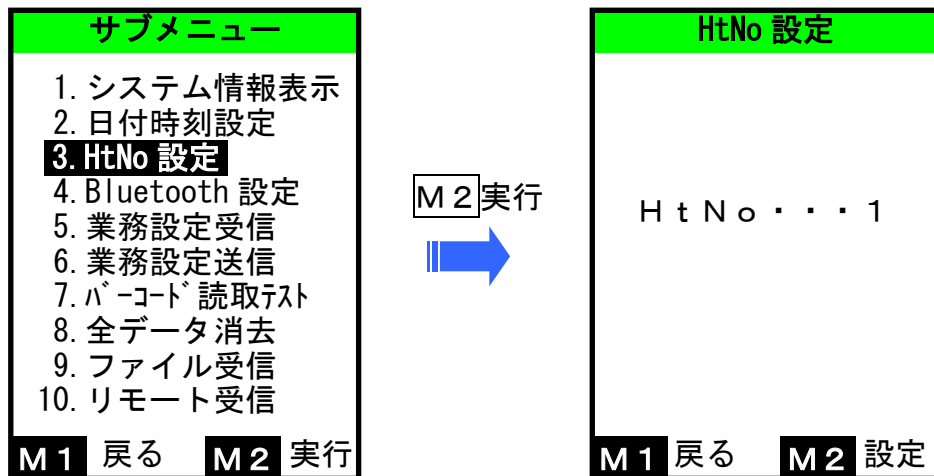 サブメニュー
1. システム情報表示
2. 日付時刻設定
3. HtNo 設定
4. Bluetooth 設定
5. 業務設定受信
6. 業務設定送信
7. ﾊﾞｰｺｰﾄﾞ読取ﾃｽﾄ
8. 全データ消去
9. ファイル受信
10. リモート受信
M1 戻る M2 実行
M2実行
HtNo 設定
HtNo・・・1
M1 戻る M2 設定